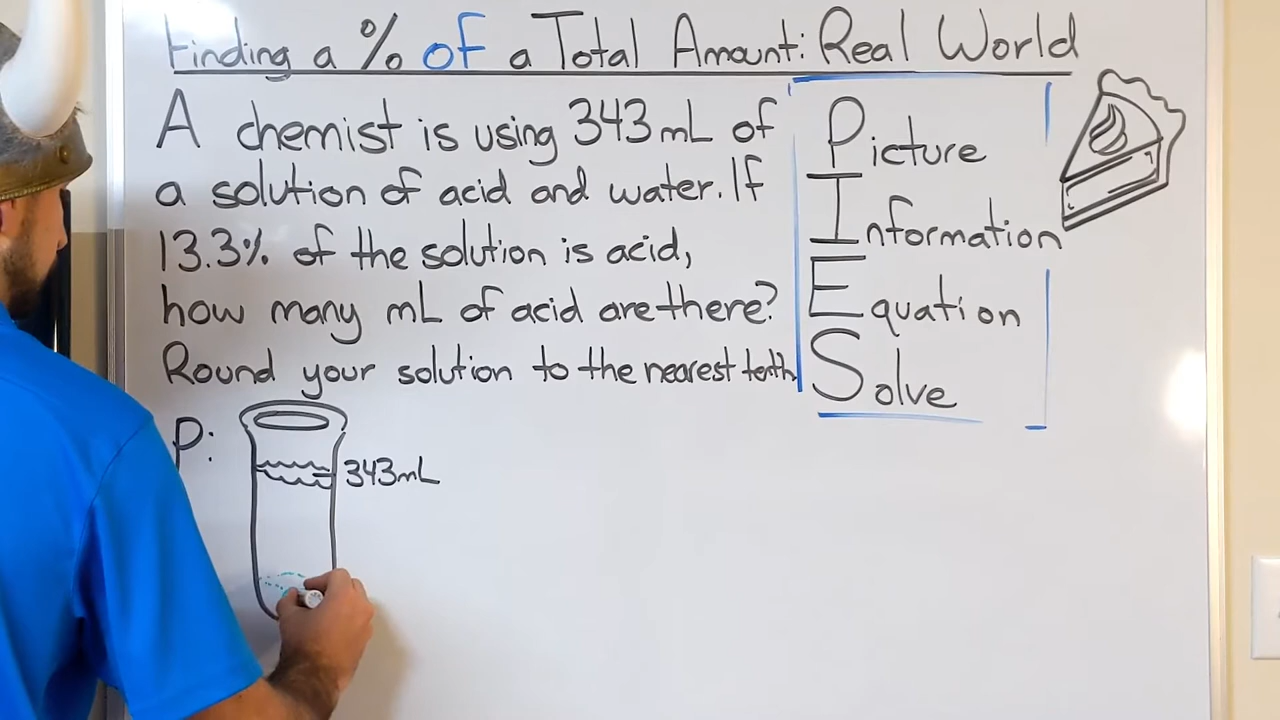 Finding a % of a Total Amount: Real World
A chemist is using 343mL of
a solution of acid and water. If
13.3% of the solution is acid,
how many mL of acid are there?
Round your solution to the nearest tenth.
Picture
Information
Equation
Solve
P:
343mL